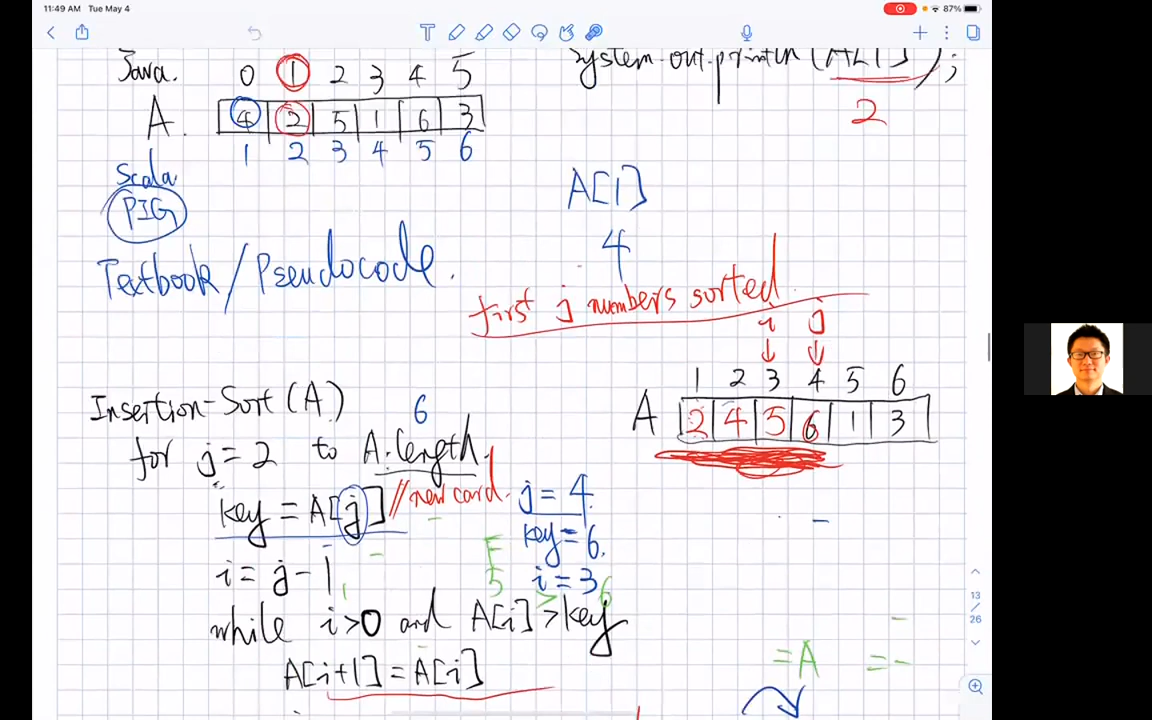 11:49 AM Tue May 4
87%
Java. 0 1 2 3 4 5
System.out.println(A[1]);
A. 4 2 5 1 6 3
2
1 2 3 4 5 6
Scala
PIG
A[1]
4
Textbook/Pseudocode.
first j numbers sorted
i j
1 2 3 4 5 6
A 2 4 5 6 1 3
Insertion-Sort(A) 6
for j=2 to A.length.
key = A[j] //new card. j=4
key=6.
F
i = j-1 5 > 6 i=3
while i>0 and A[i]>key
=A =-
A[i+1]=A[i]
13
/
26